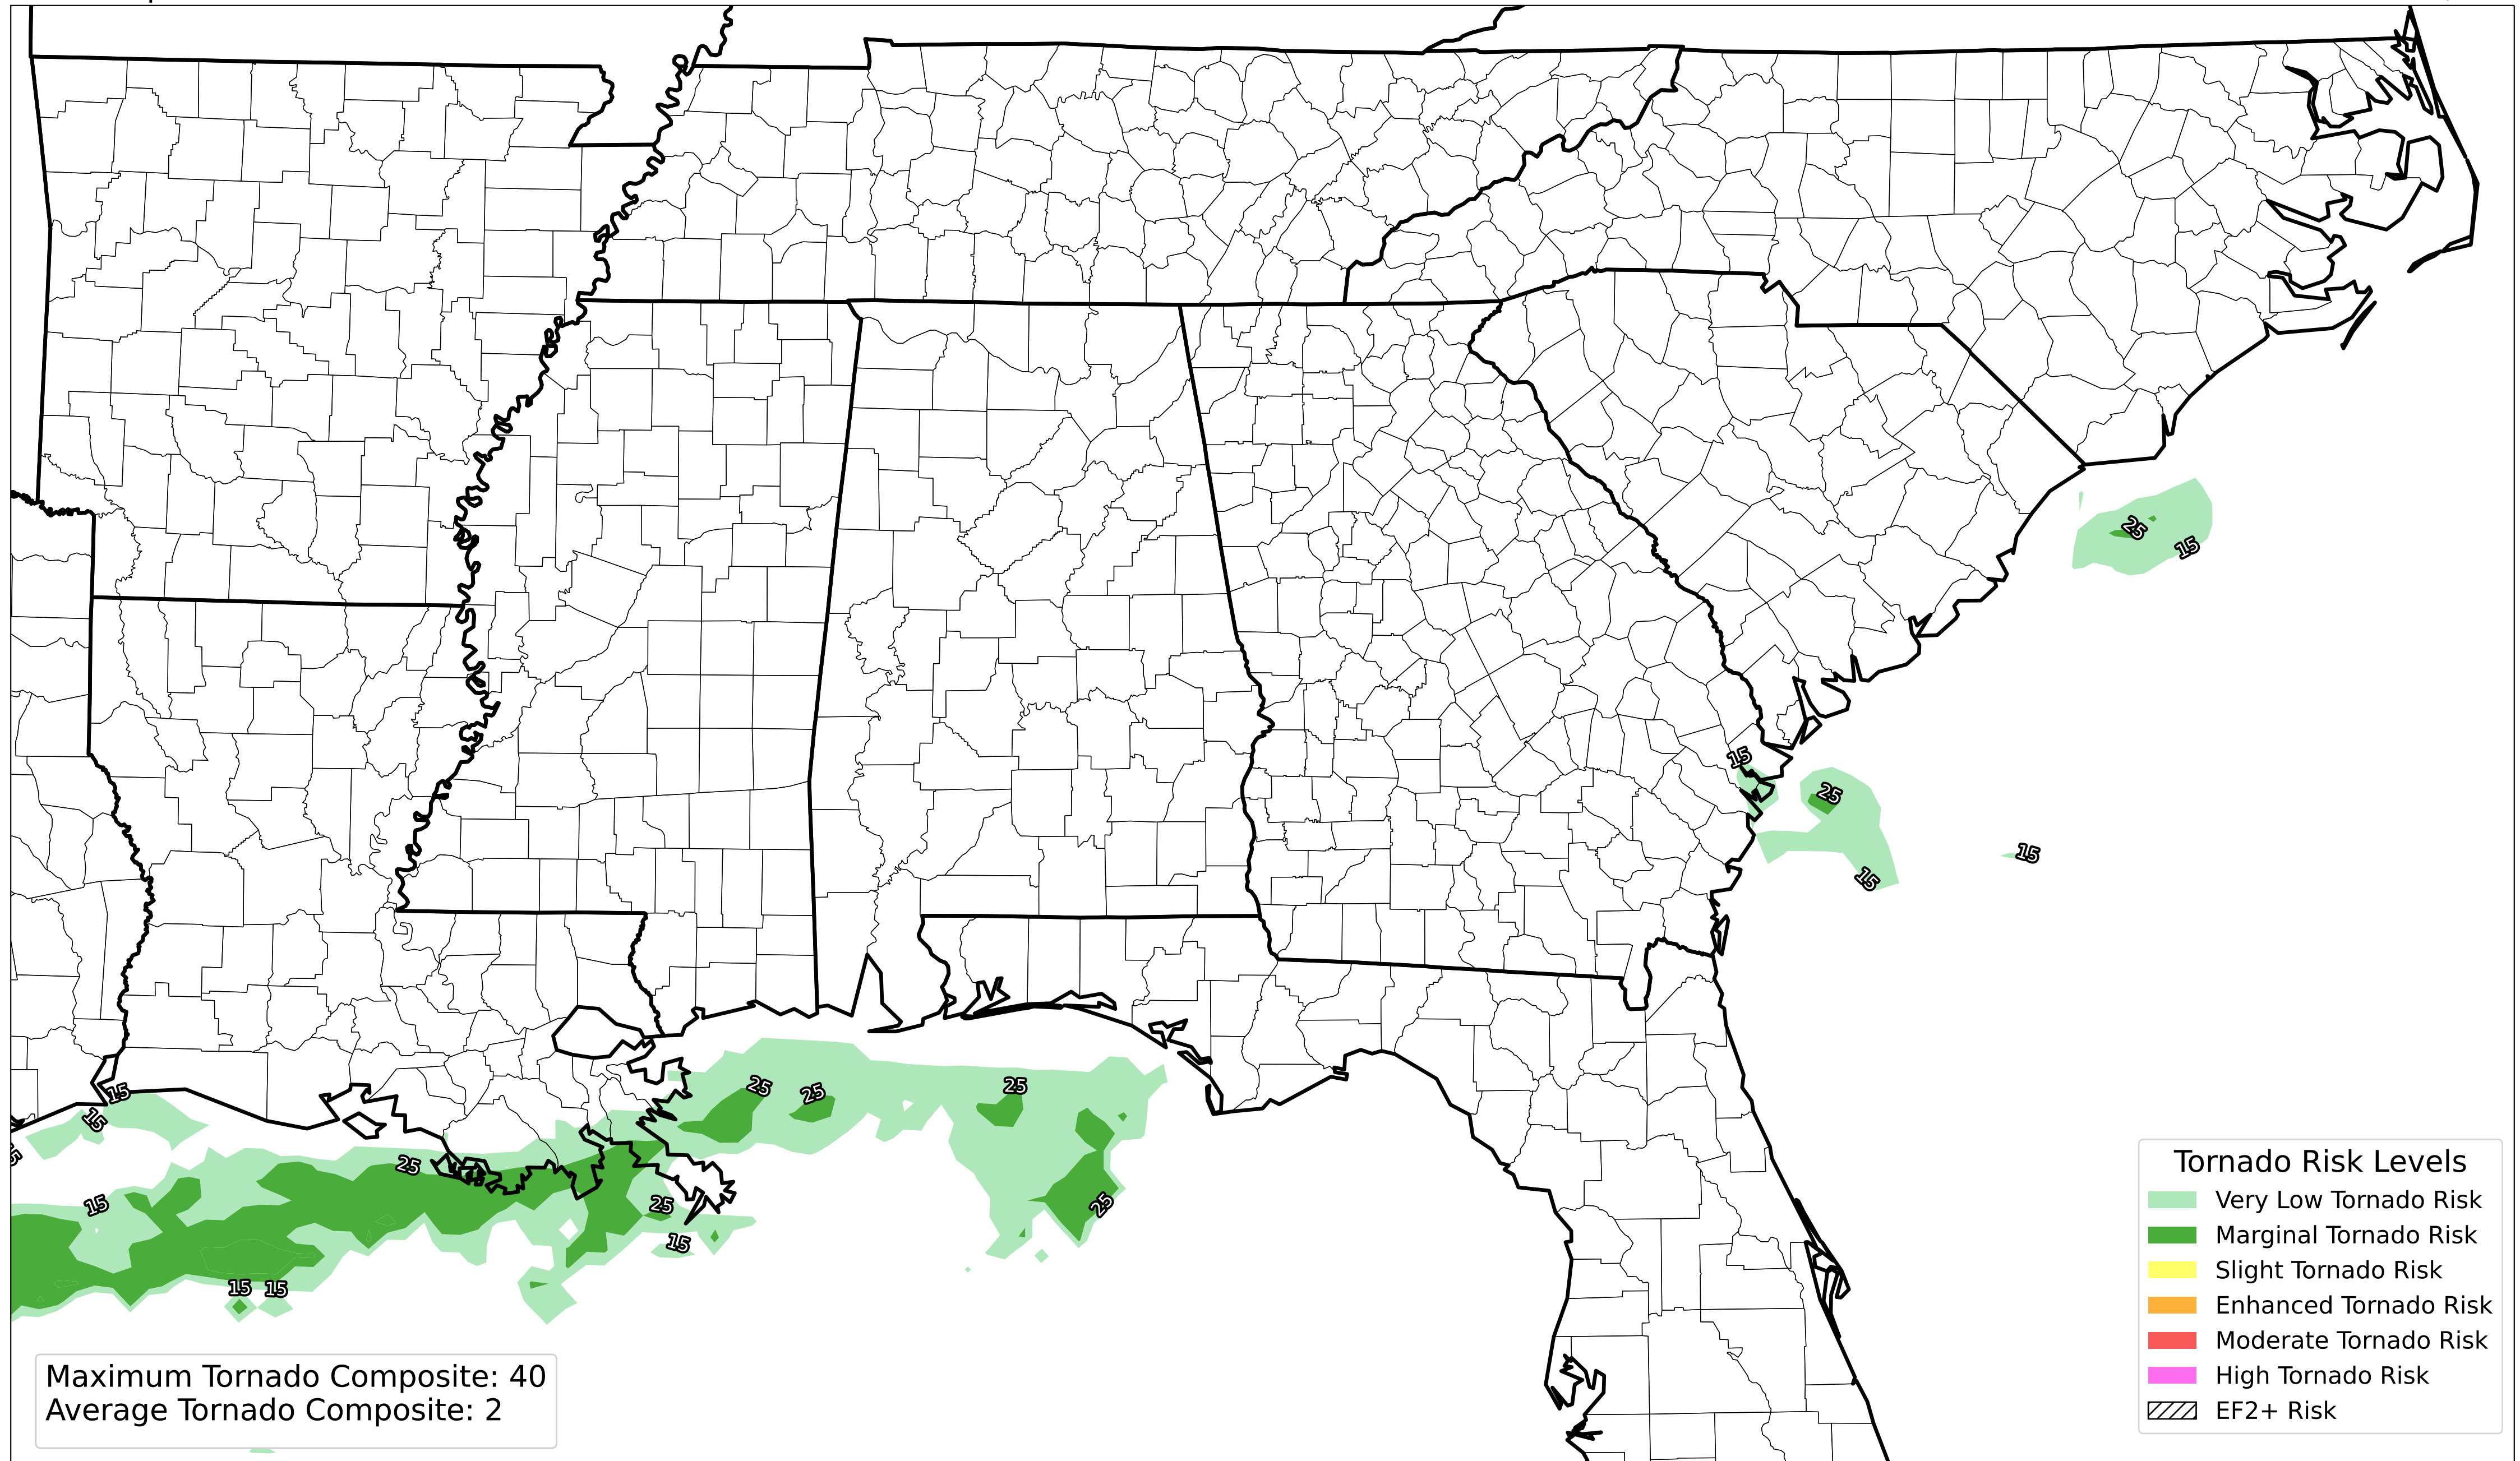 25
15
15
25
15
15
25
25
25
15
15
25
15
25
25
15
15
15
Tornado Risk Levels
Very Low Tornado Risk
Marginal Tornado Risk
Slight Tornado Risk
Enhanced Tornado Risk
Moderate Tornado Risk
High Tornado Risk
EF2+ Risk
Maximum Tornado Composite: 40
Average Tornado Composite: 2